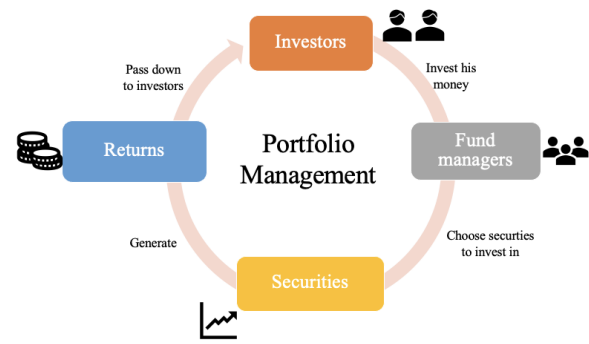 Investors
Pass down
to investors
Invest his
money
Returns
Portfolio
Management
Fund
managers
Generate
Choose securties
to invest in
Securities